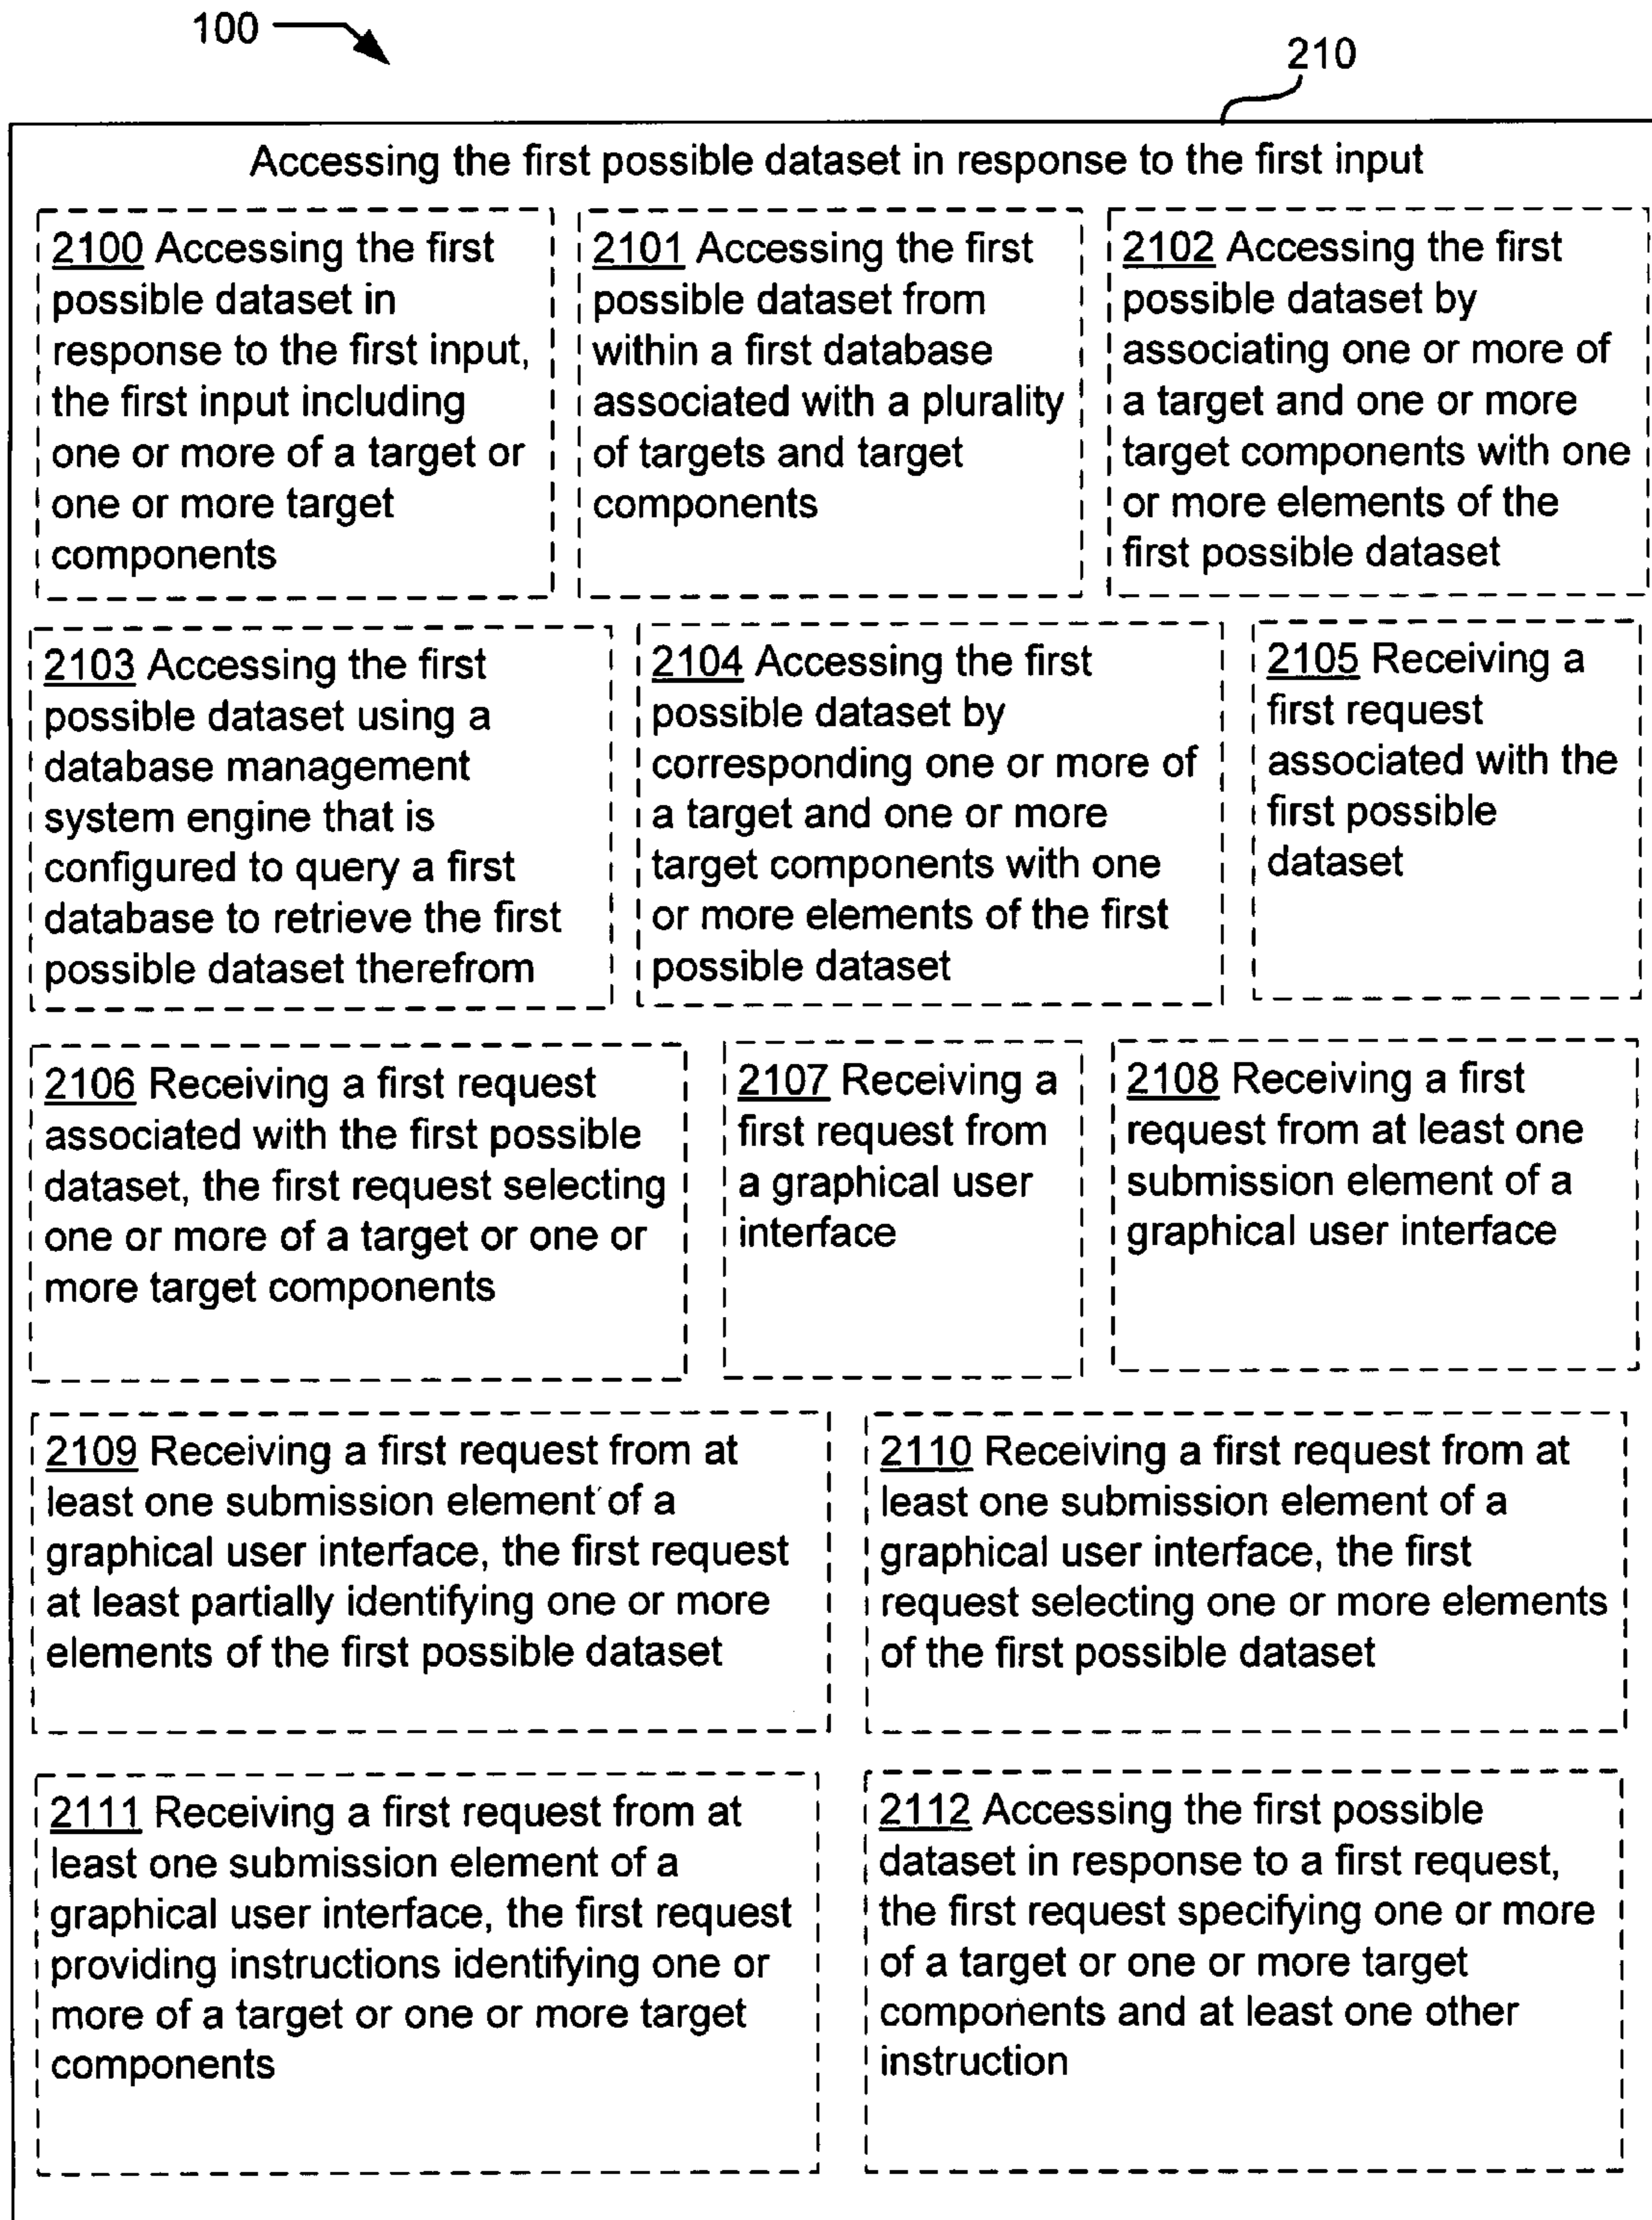 100
210
Accessing the first possible dataset in response to the first input
2100 Accessing the first
possible dataset in
response to the first input,
the first input including
one or more of a target or
one or more target
components
2101 Accessing the first
possible dataset from
within a first database
associated with a plurality
of targets and target
components
2102 Accessing the first
possible dataset by
associating one or more of
a target and one or more
target components with one
or more elements of the
first possible dataset
2103 Accessing the first
possible dataset using a
database management
system engine that is
configured to query a first
database to retrieve the first
possible dataset therefrom
2104 Accessing the first
possible dataset by
corresponding one or more of
a target and one or more
target components with one
or more elements of the first
possible dataset
2105 Receiving a
first request
associated with the
first possible
dataset
2106 Receiving a first request
associated with the first possible
dataset, the first request selecting
one or more of a target or one or
more target components
2107 Receiving a
first request from
a graphical user
interface
2108 Receiving a first
request from at least one
submission element of a
graphical user interface
2109 Receiving a first request from at
least one submission element of a
graphical user interface, the first request
at least partially identifying one or more
elements of the first possible dataset
2110 Receiving a first request from at
least one submission element of a
graphical user interface, the first
request selecting one or more elements
of the first possible dataset
2111 Receiving a first request from at
least one submission element of a
graphical user interface, the first request
providing instructions identifying one or
more of a target or one or more target
components
2112 Accessing the first possible
dataset in response to a first request,
the first request specifying one or more
of a target or one or more target
components and at least one other
instruction